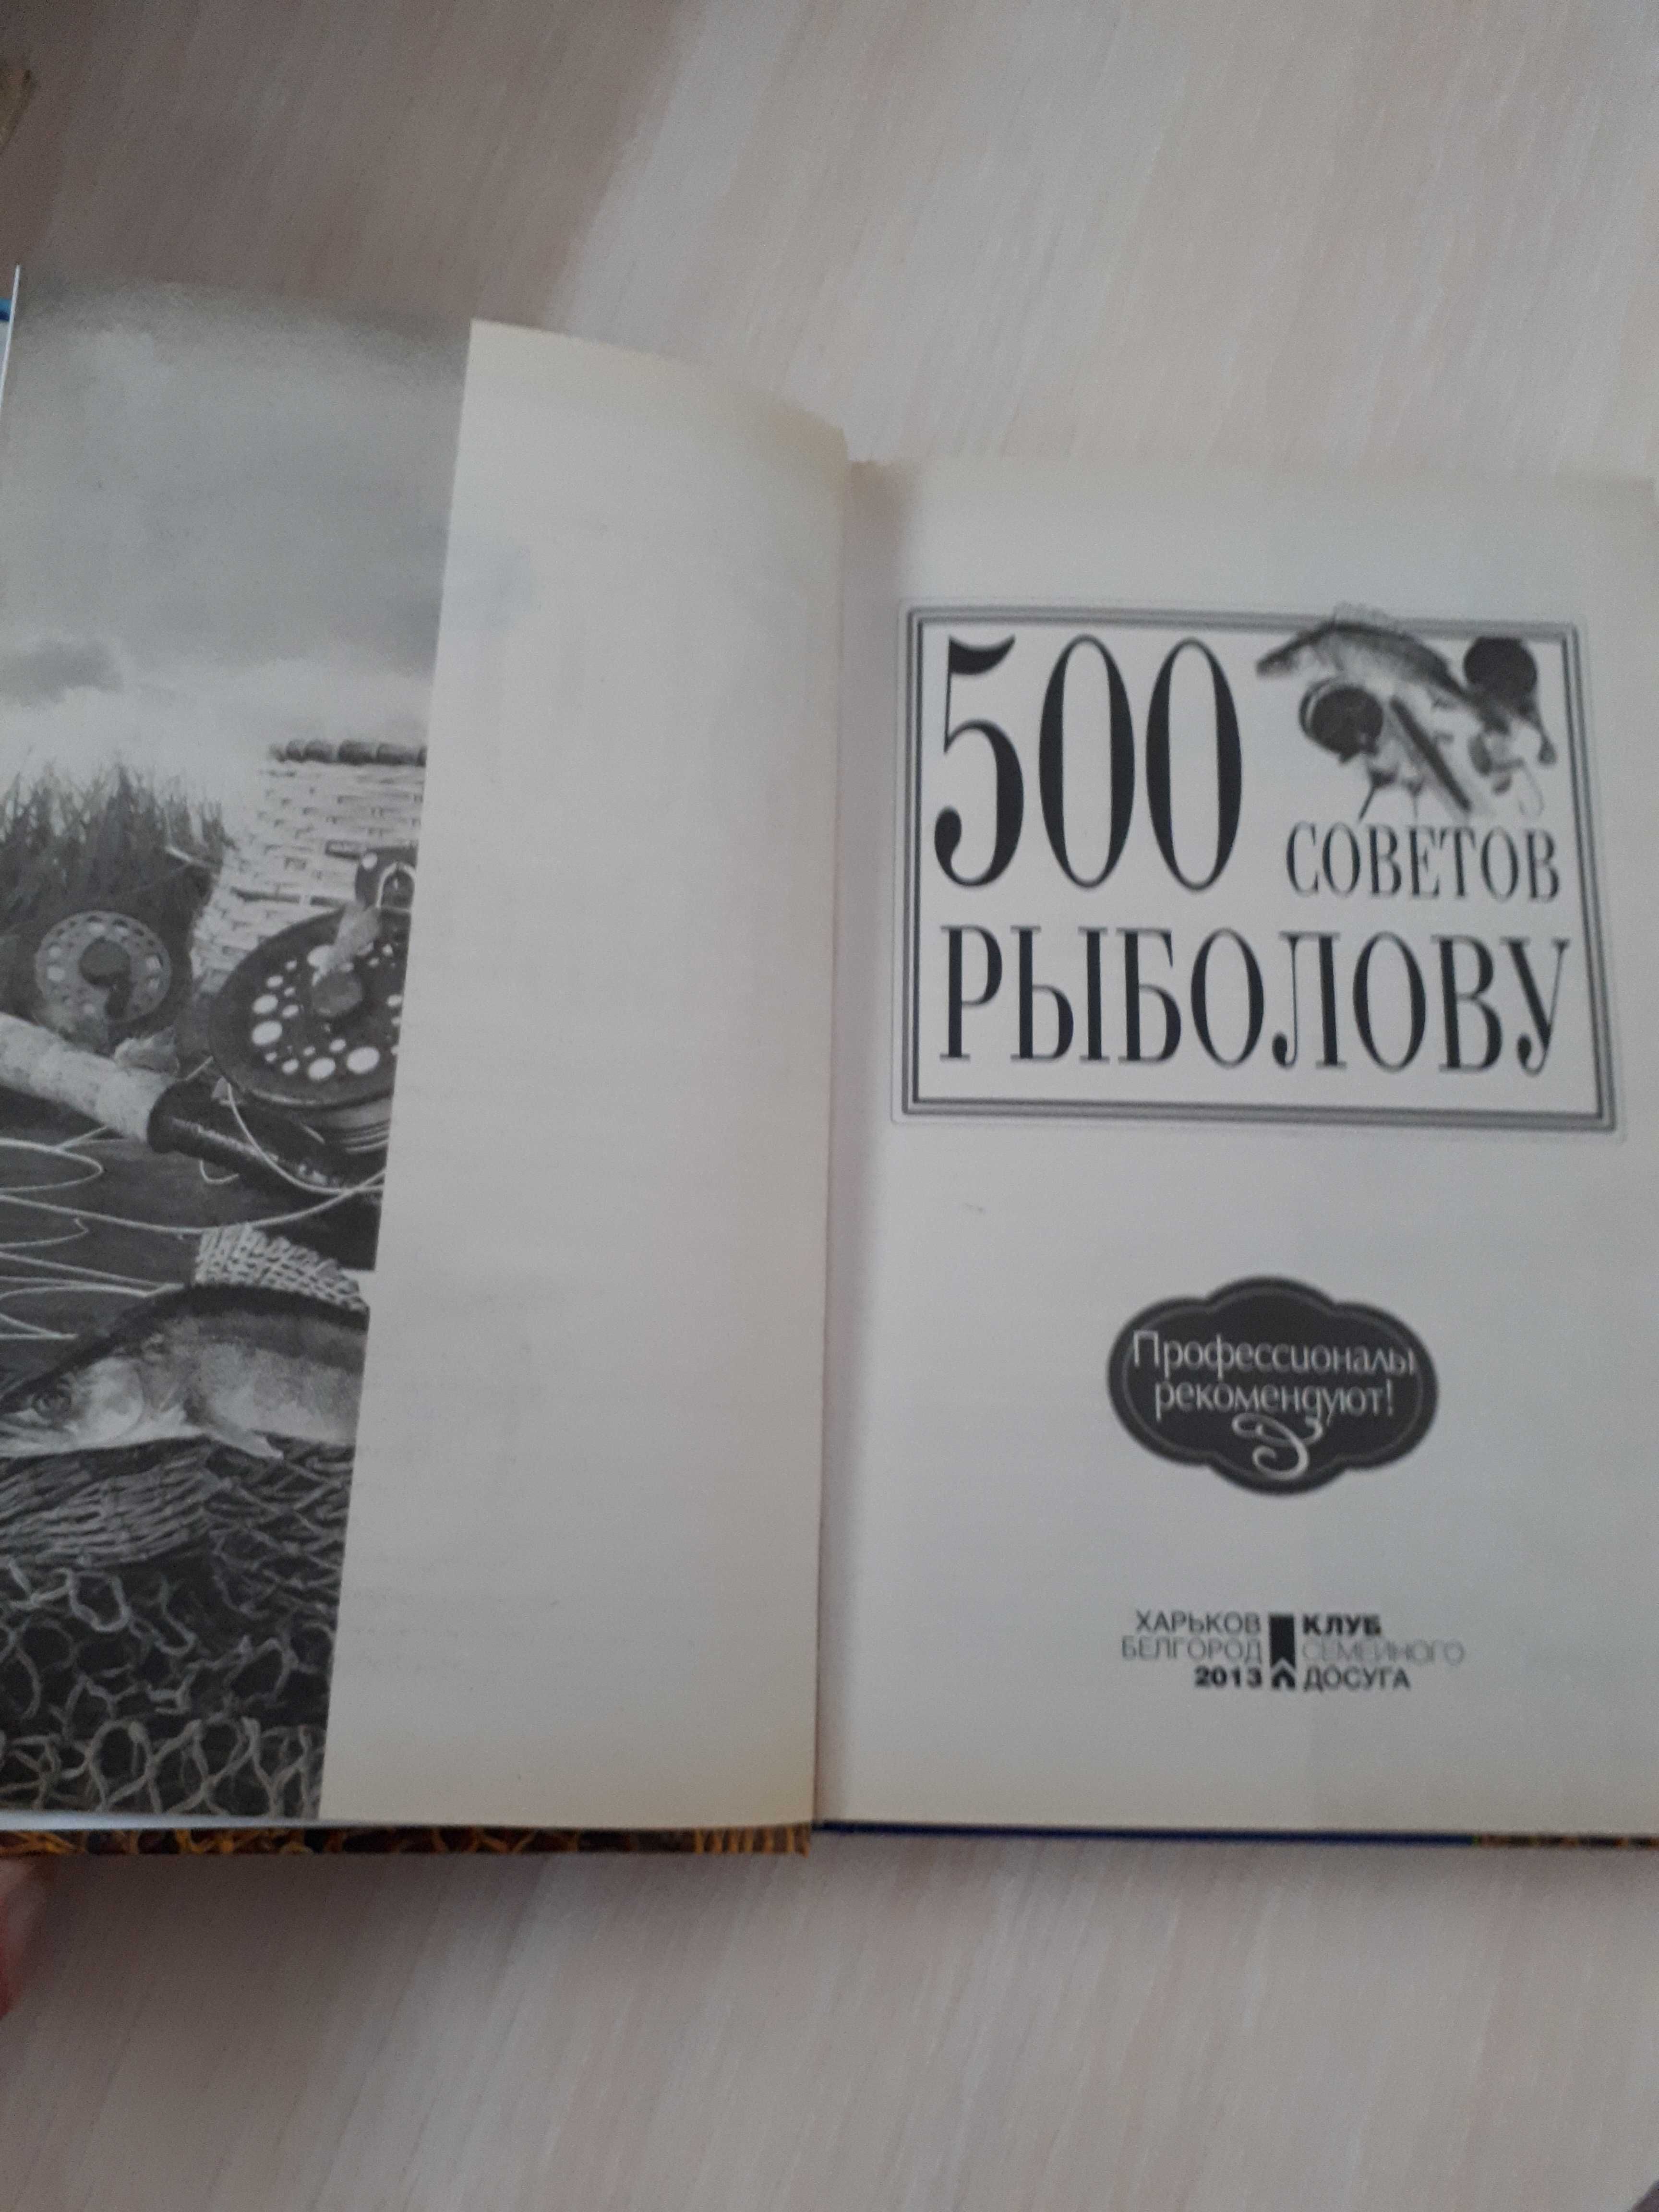 500 СОВЕТОВ
РЫБОЛОВУ
Профессионалы
рекомендуют!
ХАРЬКОВ
БЕЛГОРОД
2013
КЛУБ
СЕМЕЙНОГО
ДОСУГА